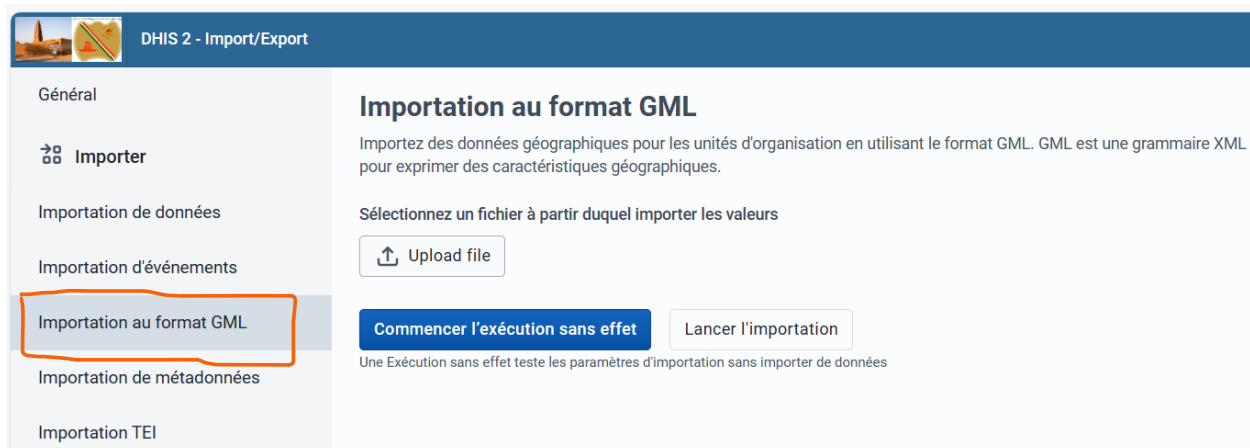 DHIS 2 - Import/Export
Général
Importer
Importation de données
Importation d'événements
Importation au format GML
Importation de métadonnées
Importation TEI
Importation au format GML
Importez des données géographiques pour les unités d'organisation en utilisant le format GML. GML est une grammaire XML
pour exprimer des caractéristiques géographiques.
Sélectionnez un fichier à partir duquel importer les valeurs
Upload file
Commencer l'exécution sans effet
Lancer l'importation
Une Exécution sans effet teste les paramètres d'importation sans importer de données